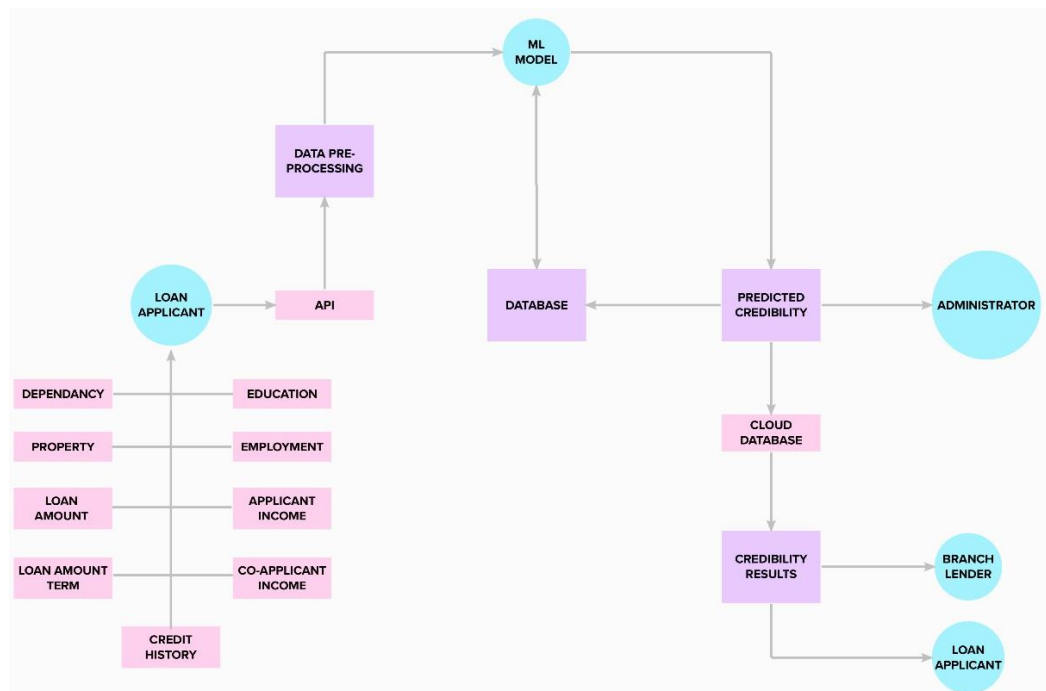 ML
MODEL
DATA PRE-
PROCESSING
LOAN
APPLICANT
API
DATABASE
PREDICTED
CREDIBILITY
ADMINISTRATOR
DEPENDANCY
EDUCATION
PROPERTY
EMPLOYMENT
LOAN
AMOUNT
APPLICANT
INCOME
LOAN AMOUNT
TERM
CO-APPLICANT
INCOME
CREDIT
HISTORY
CLOUD
DATABASE
CREDIBILITY
RESULTS
BRANCH
LENDER
LOAN
APPLICANT